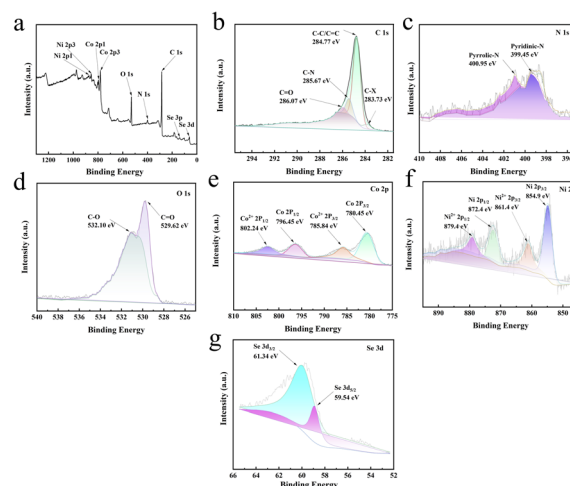 a
Ni 2p3
Ni 2p1
Co 2p1
Co 2p3
O 1s
N 1s
C 1s
Se 3p
Se 3d
Intensity (a.u.)
1200 1000 800 600 400 200 0
Binding Energy
b
C 1s
C-C/C=C
284.77 eV
C-N
285.67 eV
C=O
286.07 eV
C-X
283.73 eV
Intensity (a.u.)
294 292 290 288 286 284 282
Binding Energy
c
N 1s
Pyrrolic-N
400.95 eV
Pyridinic-N
399.45 eV
Intensity (a.u.)
410 408 406 404 402 400 398 396 394
Binding Energy
d
O 1s
C-O
532.10 eV
C=O
529.62 eV
Intensity (a.u.)
540 538 536 534 532 530 528 526
Binding Energy
e
Co 2p
Co²⁺ 2P₁/₂
802.24 eV
Co 2P₁/₂
796.45 eV
Co²⁺ 2P₃/₂
785.84 eV
Co 2P₃/₂
780.45 eV
Intensity (a.u.)
810 805 800 795 790 785 780 775
Binding Energy
f
Ni 2
Ni²⁺ 2p₁/₂
879.4 eV
Ni 2p₁/₂
872.4 eV
Ni²⁺ 2p₃/₂
861.4 eV
Ni 2p₃/₂
854.9 eV
Intensity (a.u.)
890 880 870 860 850
Binding Energy
g
Se 3d
Se 3d₃/₂
61.34 eV
Se 3d₅/₂
59.54 eV
Intensity (a.u.)
66 64 62 60 58 56 54 52
Binding Energy